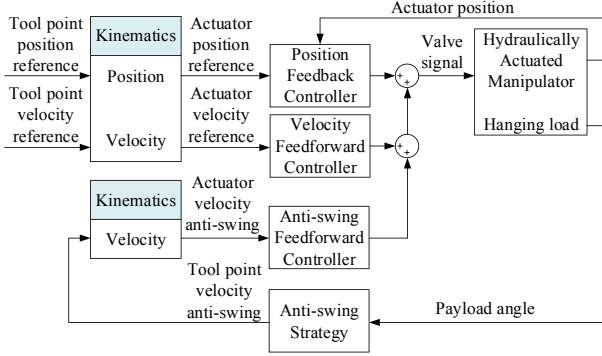 Actuator position
Tool point
position
reference
Kinematics
Position
Velocity
Actuator
position
reference
Position
Feedback
Controller
+
+
Valve
signal
Hydraulically
Actuated
Manipulator
Hanging load
Tool point
velocity
reference
Actuator
velocity
reference
Velocity
Feedforward
Controller
+
+
Kinematics
Velocity
Actuator
velocity
anti-swing
Anti-swing
Feedforward
Controller
Tool point
velocity
anti-swing
Anti-swing
Strategy
Payload angle